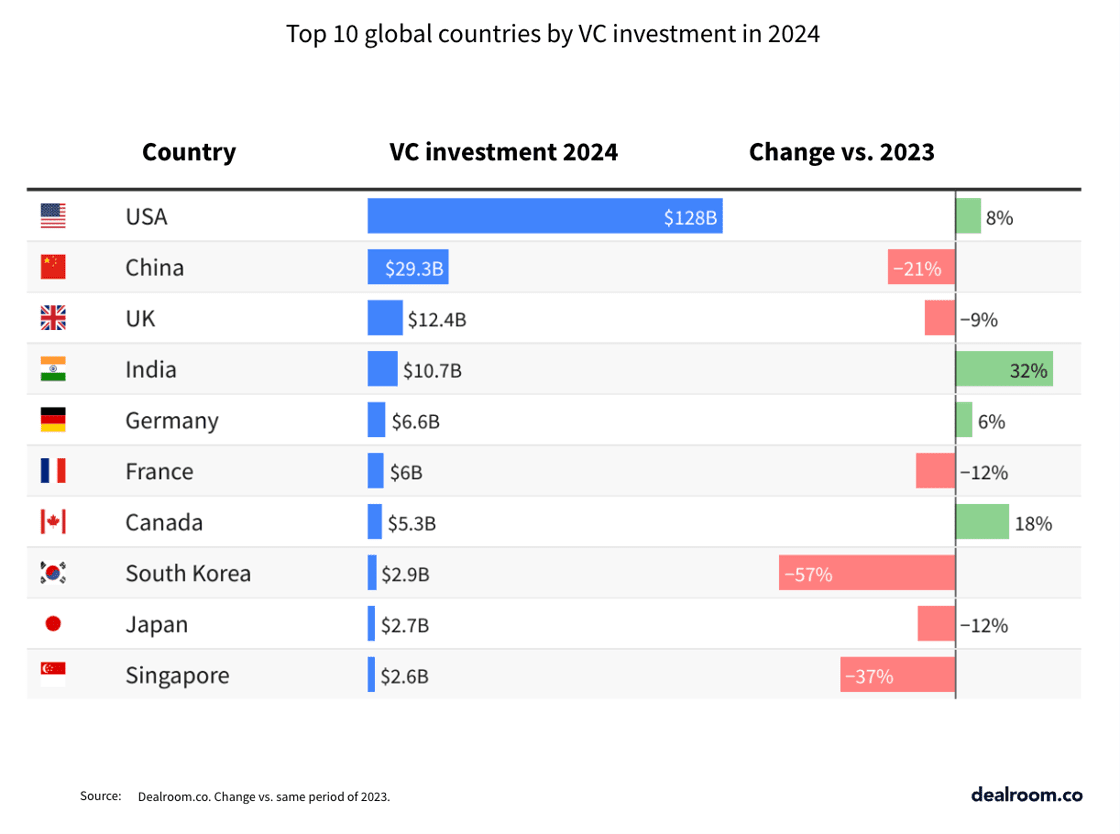 Top 10 global countries by VC investment in 2024
Country VC investment 2024 Change vs. 2023
USA $128B 8%
China $29.3B −21%
UK $12.4B −9%
India $10.7B 32%
Germany $6.6B 6%
France $6B −12%
Canada $5.3B 18%
South Korea $2.9B −57%
Japan $2.7B −12%
Singapore $2.6B −37%
Source: Dealroom.co. Change vs. same period of 2023.
dealroom.co